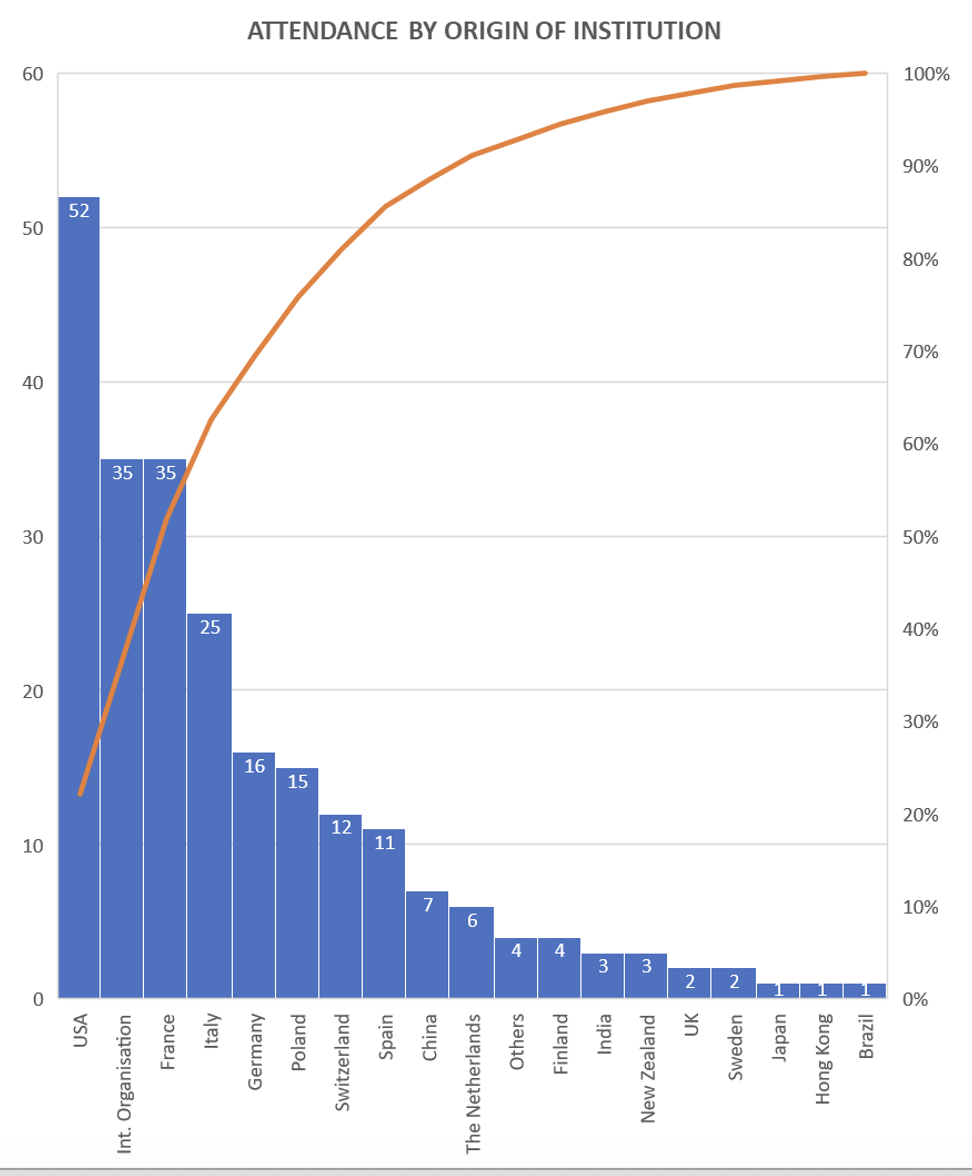 ATTENDANCE BY ORIGIN OF INSTITUTION
60
50
40
30
20
10
0
100%
90%
80%
70%
60%
50%
40%
30%
20%
10%
0%
52
35
35
25
16
15
12
11
7
6
4
4
3
3
2
2
1
1
1
USA
Int. Organisation
France
Italy
Germany
Poland
Switzerland
Spain
China
The Netherlands
Others
Finland
India
New Zealand
UK
Sweden
Japan
Hong Kong
Brazil